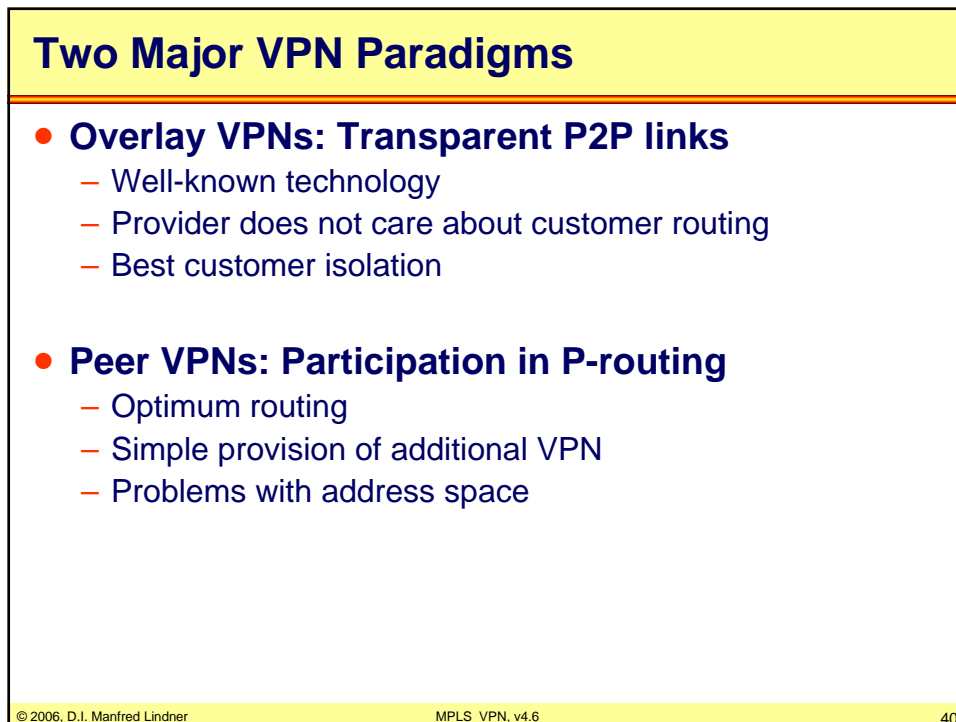 Two Major VPN Paradigms
• Overlay VPNs: Transparent P2P links
– Well-known technology
– Provider does not care about customer routing
– Best customer isolation
• Peer VPNs: Participation in P-routing
– Optimum routing
– Simple provision of additional VPN
– Problems with address space
© 2006, D.I. Manfred Lindner MPLS_VPN, v4.6 40